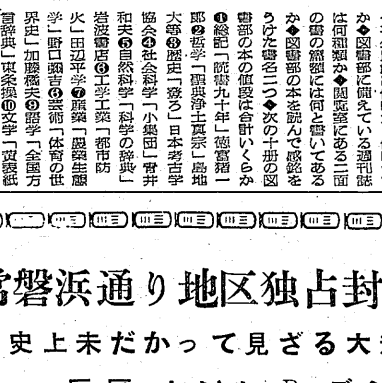 か◆図書部に備えている週刊誌
は何種か◆閲覧室にある二面
の書の額には何と書いてある
か◆図書部の本を読んで感銘を
うけた書名二つ◆次の十冊の図
書部の本の値段は合計いくらか
❶総記「読書九十年」徳富猪一
郎❷哲学「聖典浄土真宗」島地
大等❸歴史「登ろ」日本考古学
協会❹社会科学「小集団」青井
和夫❺自然科学「科学の辞典」
岩波書店❻工学工業「都市防
火」田辺平学❼産業「農業生態
学」野口弥吉❽芸術「体育の世
界史」加藤橘夫❾語学「全国方
言辞典」東条操❿文学「黄表紙
常磐浜通り地区独占封
史上未だかって見ざる大